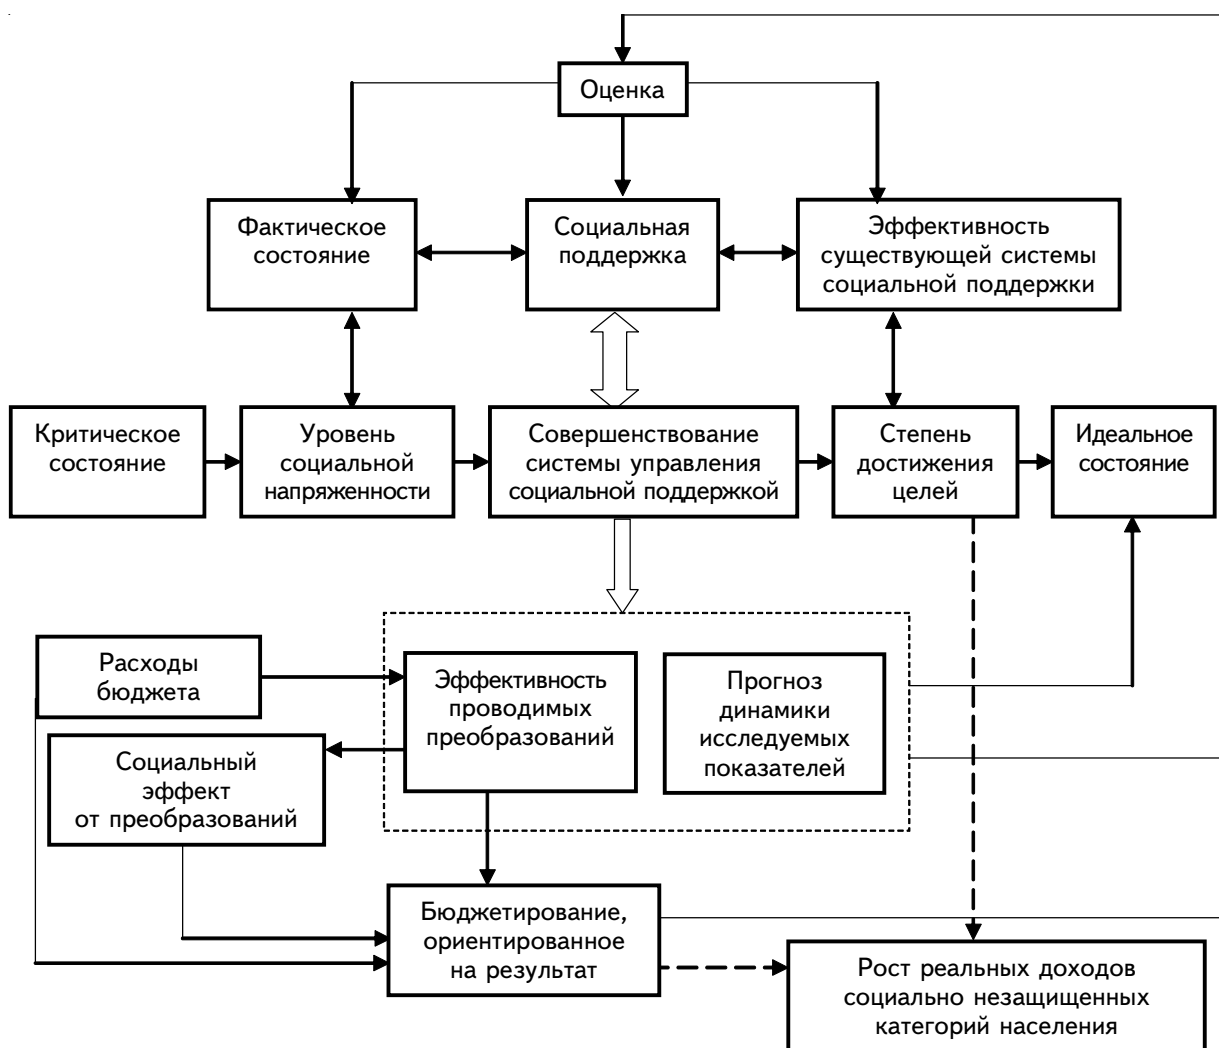 Оценка
Фактическое
состояние
Социальная
поддержка
Эффективность
существующей системы
социальной поддержки
Критическое
состояние
Уровень
социальной
напряженности
Совершенствование
системы управления
социальной поддержкой
Степень
достижения
целей
Идеальное
состояние
Расходы
бюджета
Эффективность
проводимых
преобразований
Прогноз
динамики
исследуемых
показателей
Социальный
эффект
от преобразований
Бюджетирование,
ориентированное
на результат
Рост реальных доходов
социально незащищенных
категорий населения